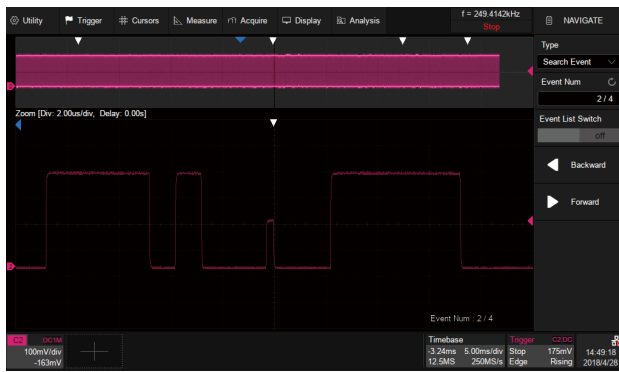 Utility Trigger Cursors Measure Acquire Display Analysis f = 249.4142kHz NAVIGATE
Stop
Type
Search Event
Event Num
2 / 4
Zoom [Div: 2.00us/div, Delay: 0.00s]
Event List Switch
off
Backward
Forward
2
2
Event Num : 2 / 4
C2 DC1M
100mV/div
-163mV
Timebase
-3.24ms 5.00ms/div
12.5MS 250MS/s
Trigger C2 DC
Stop 175mV
Edge Rising
14:49:18
2018/4/28